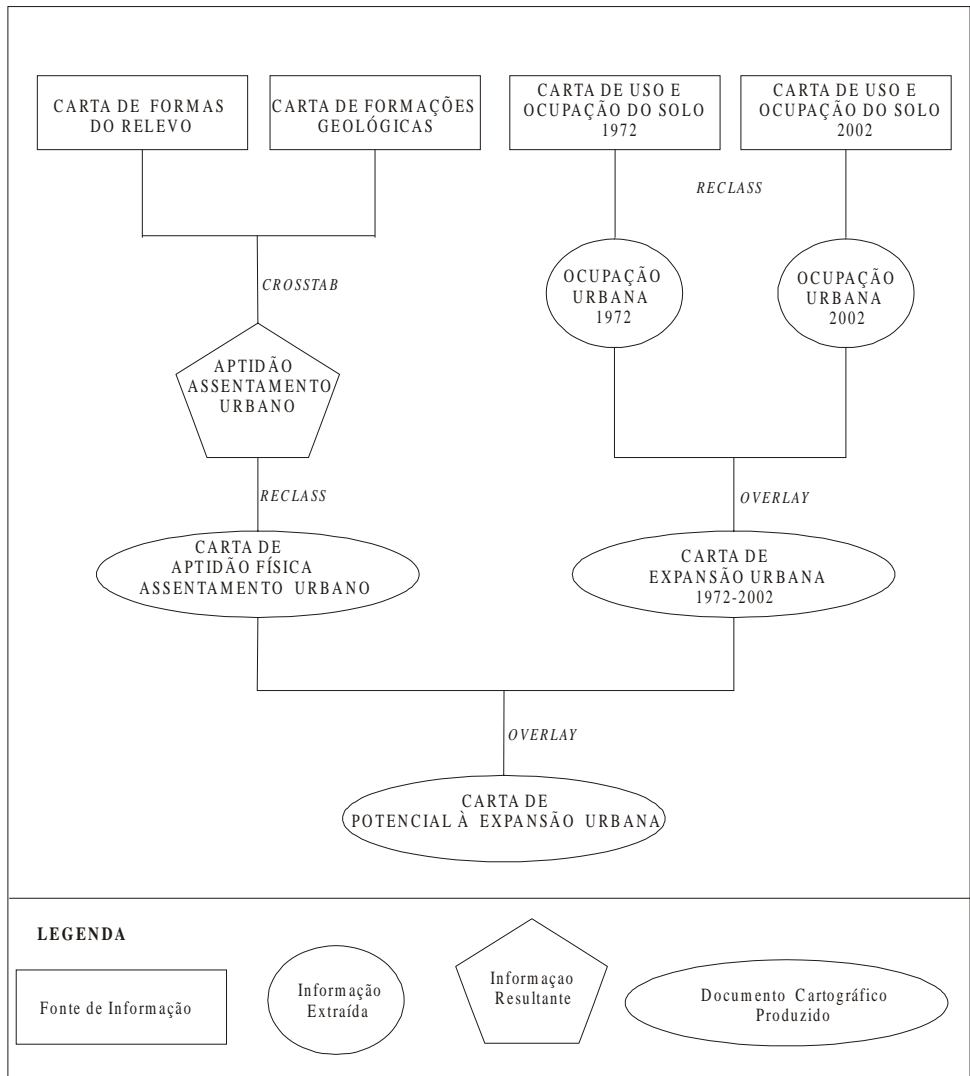 CARTA DE FORMAS
DO RELEVO
CARTA DE FORMAÇÕES
GEOLÓGICAS
CARTA DE USO E
OCUPAÇÃO DO SOLO
1972
CARTA DE USO E
OCUPAÇÃO DO SOLO
2002
RECLASS
CROSSTAB
OCUPAÇÃO
URBANA
1972
OCUPAÇÃO
URBANA
2002
APTIDÃO
ASSENTAMENTO
URBANO
RECLASS
OVERLAY
CARTA DE
APTIDÃO FÍSICA
ASSENTAMENTO URBANO
CARTA DE
EXPANSÃO URBANA
1972-2002
OVERLAY
CARTA DE
POTENCIAL À EXPANSÃO URBANA
LEGENDA
Fonte de Informação
Informação
Extraída
Informaçao
Resultante
Documento Cartográfico
Produzido